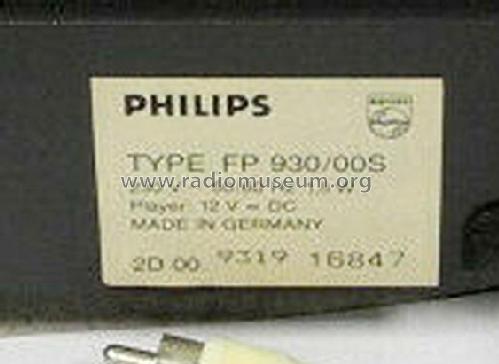 PHILIPS
TYPE FP 930/00S
www.radiomuseum.org
Player 12 V = DC
MADE IN GERMANY
2D 00 9319 16847